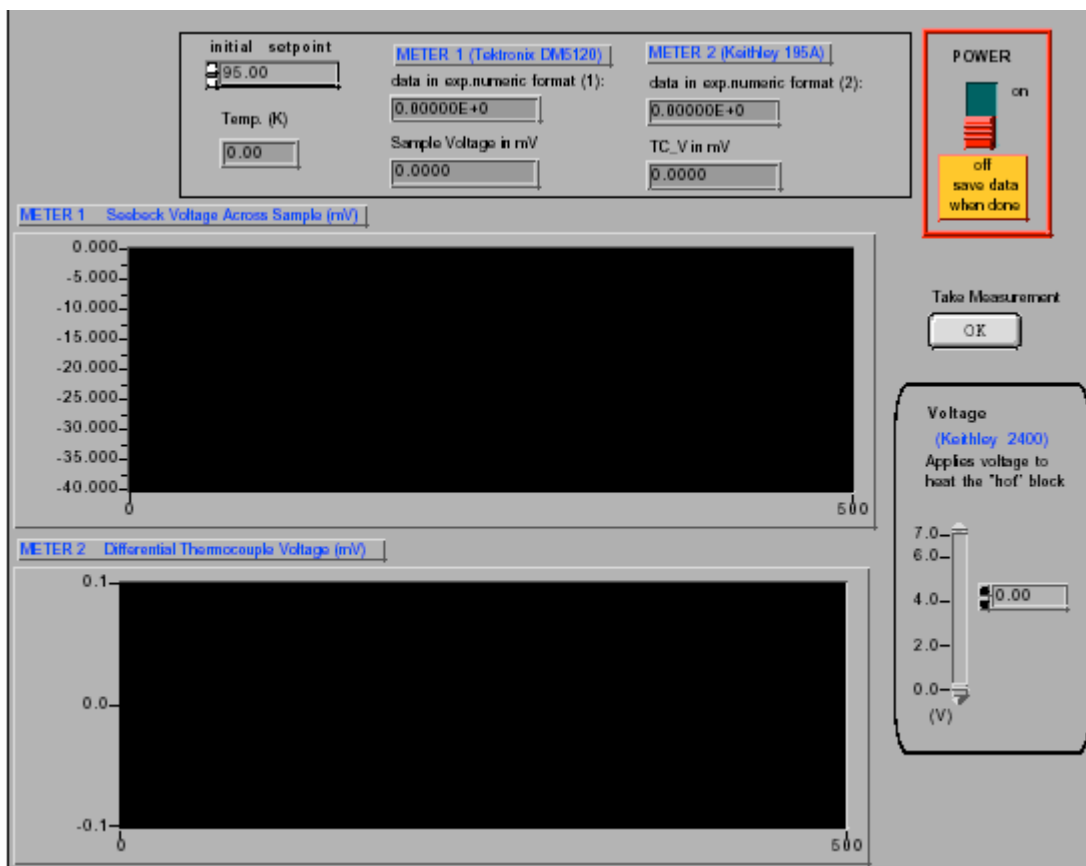 initial setpoint
95.00
Temp. (K)
0.00
METER 1 (Tektronix DM5120)
data in exp.numeric format (1):
0.00000E+0
Sample Voltage in mV
0.0000
METER 2 (Keithley 195A)
data in exp.numeric format (2):
0.00000E+0
TC_V in mV
0.0000
POWER
on
off
save data
when done
METER 1 Seebeck Voltage Across Sample (mV)
0.000
-5.000
-10.000
-15.000
-20.000
-25.000
-30.000
-35.000
-40.000
0 500
Take Measurement
OK
Voltage
(Keithley 2400)
Applies voltage to
heat the "hot" block
7.0
6.0
4.0
2.0
0.0
(V)
0.00
METER 2 Differential Thermocouple Voltage (mV)
0.1
0.0
-0.1
0 500